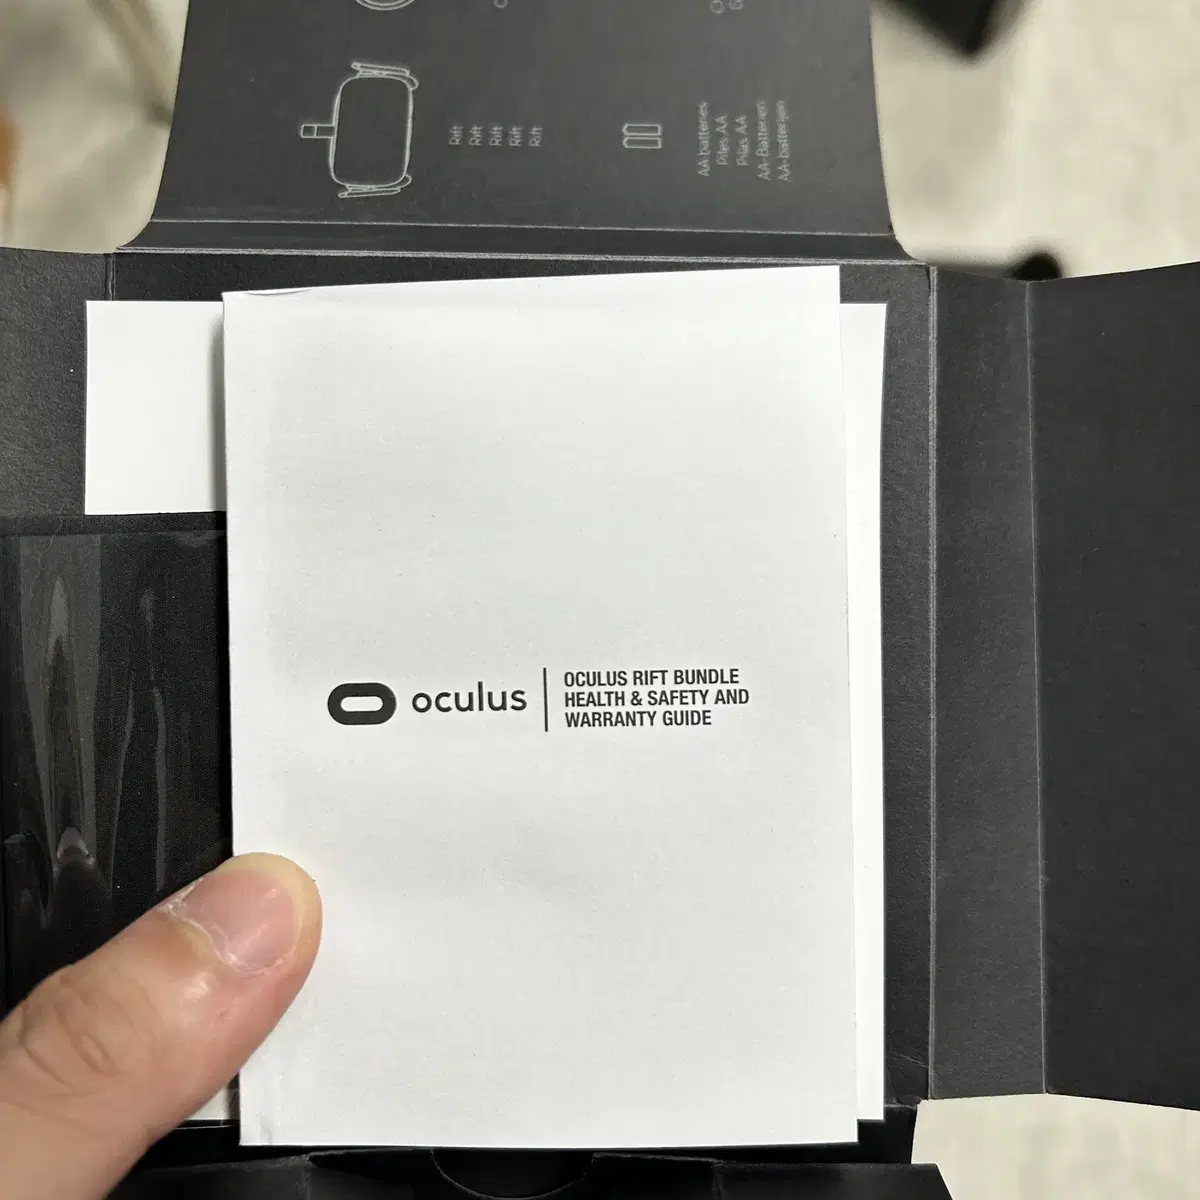 Rift
Rift
Rift
Rift
Rift
AA batteries
Piles AA
Pilas AA
AA-Batterien
AA-batterijen
oculus
OCULUS RIFT BUNDLE
HEALTH & SAFETY AND
WARRANTY GUIDE